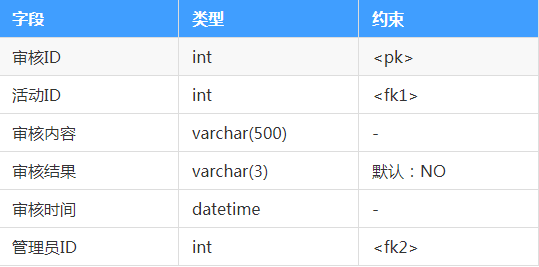 字段 类型 约束
审核ID int <pk>
活动ID int <fk1>
审核内容 varchar(500) -
审核结果 varchar(3) 默认：NO
审核时间 datetime -
管理员ID int <fk2>